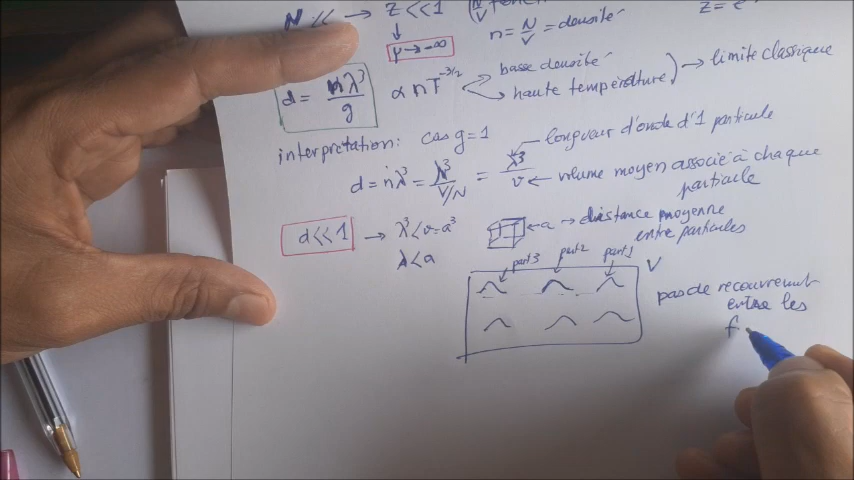 N << → z <<1
n = N/V = densité
z = e
↓
μ → -∞
d = nλ³/g ∝ nT^-3/2
basse densité
haute température → limite classique
interprétation: cas g=1
longueur d'onde d'1 particule
d = nλ³ = λ³/V/N = λ³/v ← volume moyen associé à chaque
particule
d<<1 → λ³<v=a³
←a → distance moyenne
entre particules
λ<a
part3 part2 part1
V
pas de recouvrement
entre les
f